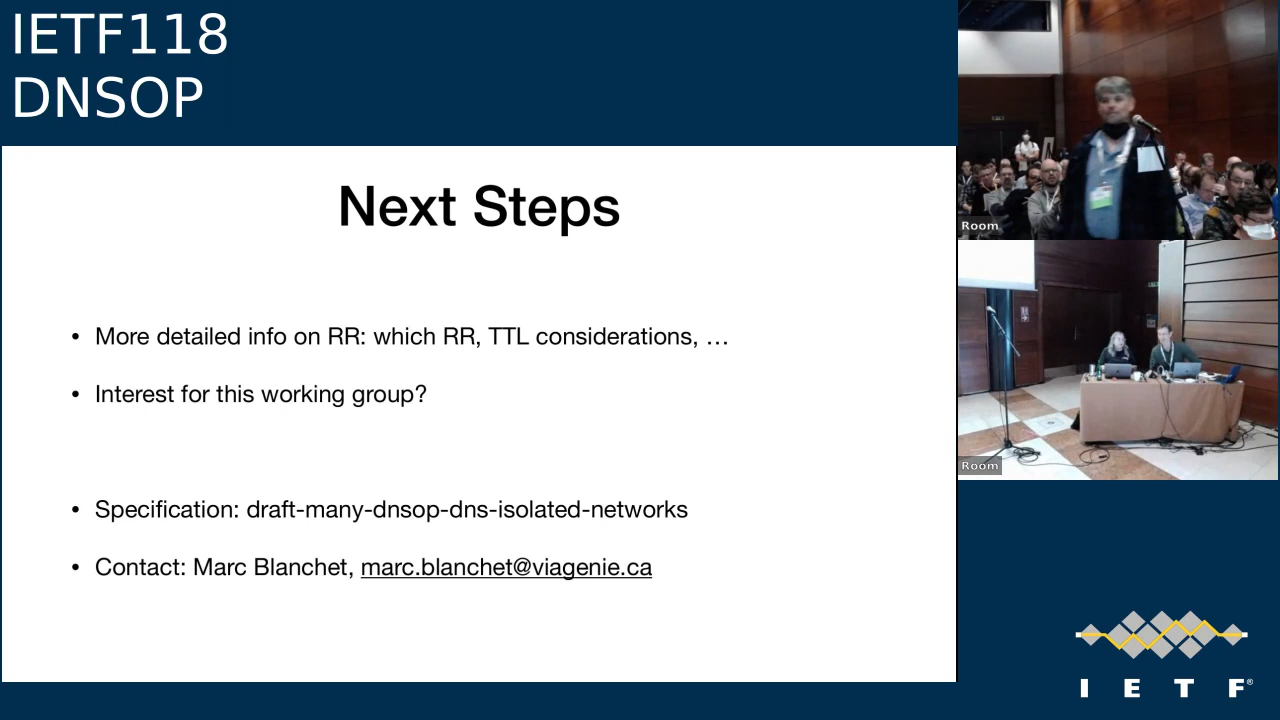 IETF118
DNSOP
Next Steps
• More detailed info on RR: which RR, TTL considerations, …
• Interest for this working group?
• Specification: draft-many-dnsop-dns-isolated-networks
• Contact: Marc Blanchet, marc.blanchet@viagenie.ca
Room
Room
I E T F®